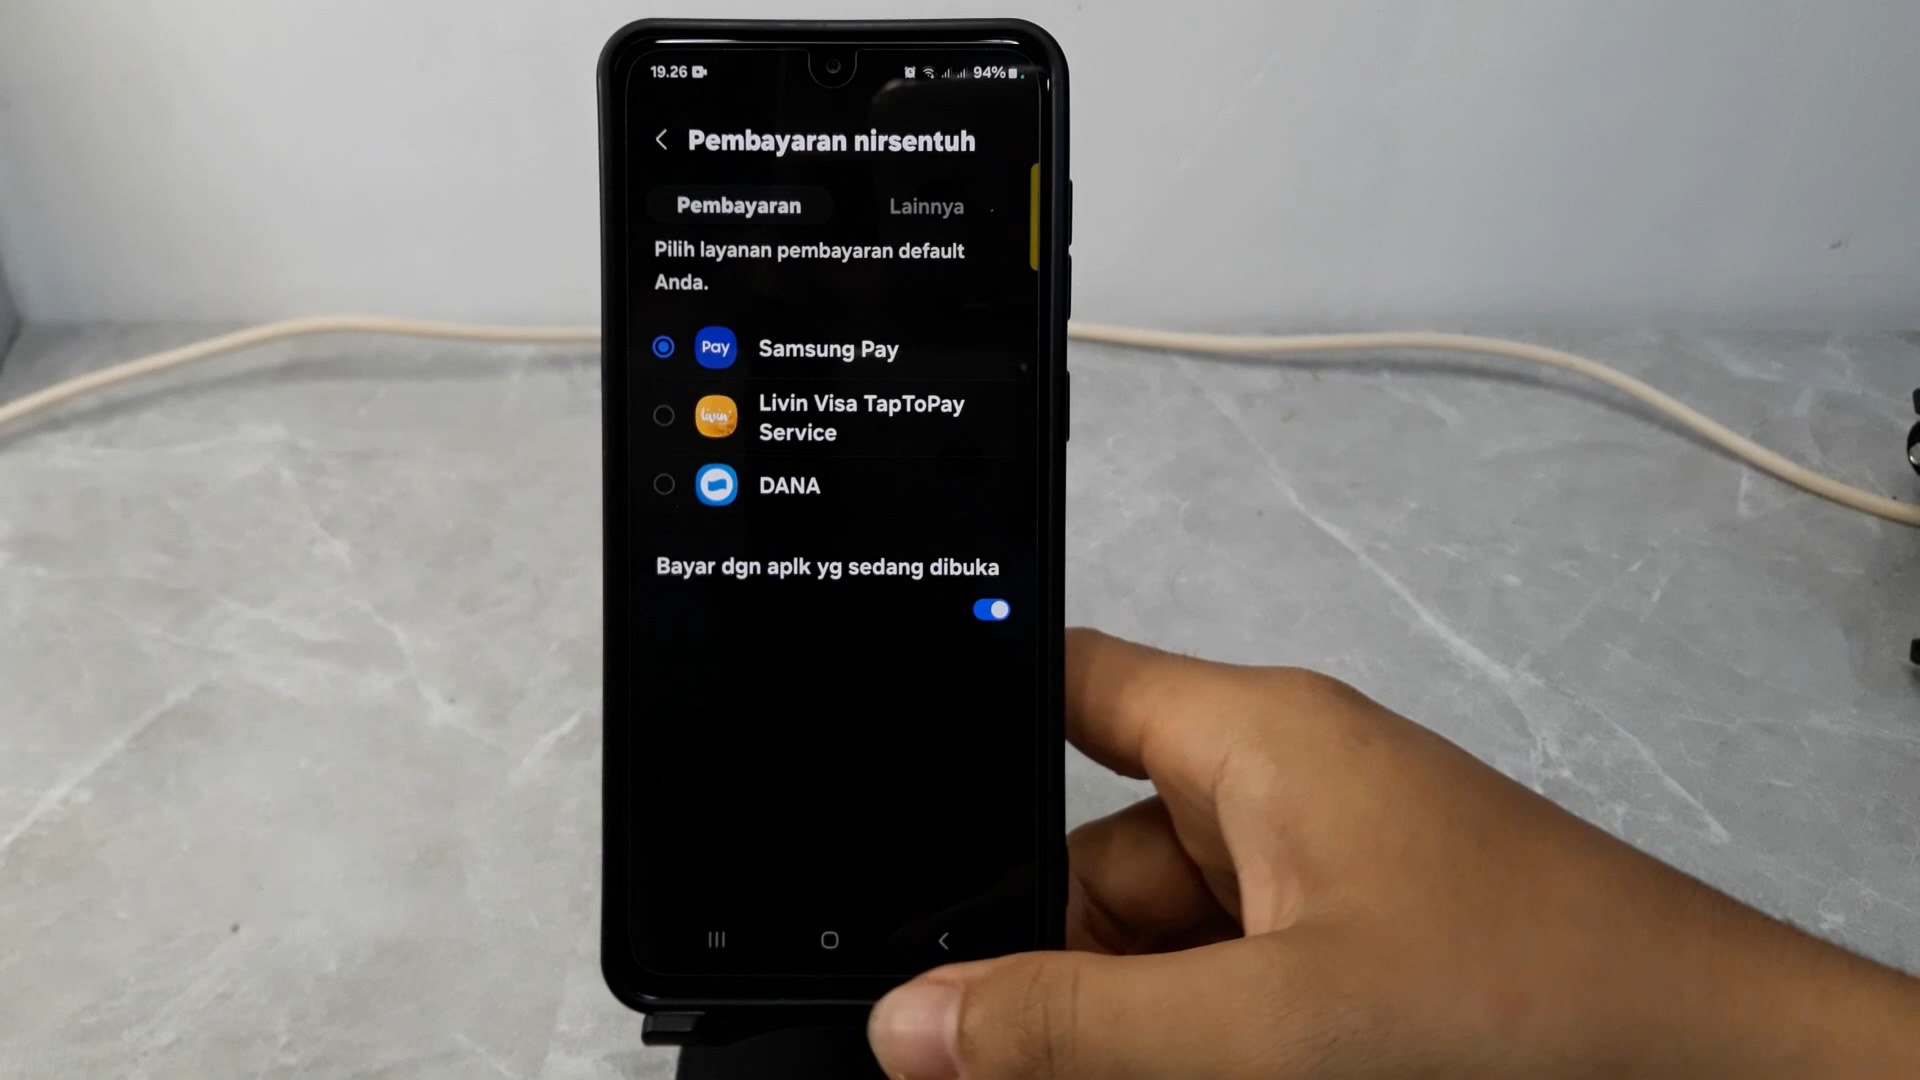 19.26
94%
Pembayaran nirsentuh
Pembayaran
Lainnya
Pilih layanan pembayaran default
Anda.
Pay
Samsung Pay
livin'
Livin Visa TapToPay
Service
DANA
Bayar dgn aplk yg sedang dibuka